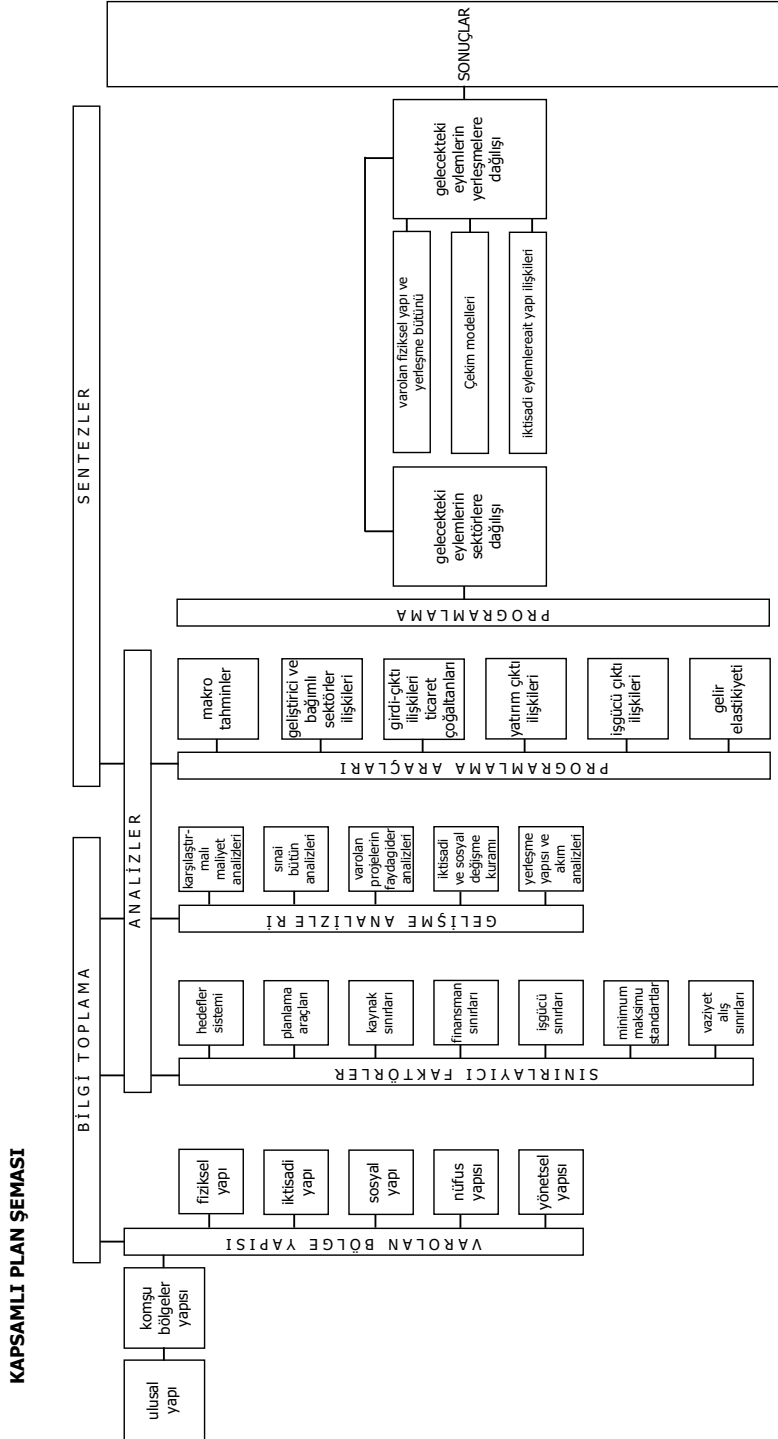 KAPSAMLI PLAN ŞEMASI
BİLGİ TOPLAMA
SENTEZLER
ANALİZLER
ulusal
yapı
komşu
bölgeler
yapısı
VAROLAN BÖLGE YAPISI
fiziksel
yapı
iktisadi
yapı
sosyal
yapı
nüfus
yapısı
yönetsel
yapısı
SINIRLAYICI FAKTÖRLER
hedefler
sistemi
planlama
araçları
kaynak
sınırları
finansman
sınırları
işgücü
sınırları
minimum
maksimu
standartlar
vaziyet
alış
sınırları
GELİŞME ANALİZLERİ
karşılaştır-
malı
maliyet
analizleri
sınai
bütün
analizleri
varolan
projelerin
faydagider
analizleri
iktisadi
ve sosyal
değişme
kuramı
yerleşme
yapısı ve
akım
analizleri
PROGRAMLAMA ARAÇLARI
makro
tahminler
geliştirici ve
bağımlı
sektörler
ilişkileri
girdi-çıktı
ilişkileri
ticaret
çoğaltanları
yatırım çıktı
ilişkileri
işgücü çıktı
ilişkileri
gelir
elastikiyeti
PROGRAMLAMA
gelecekteki
eylemlerin
sektörlere
dağılışı
varolan fiziksel yapı ve
yerleşme bütünü
Çekim modelleri
iktisadi eylemlereait yapı ilişkileri
gelecekteki
eylemlerin
yerleşmelere
dağılışı
SONUÇLAR